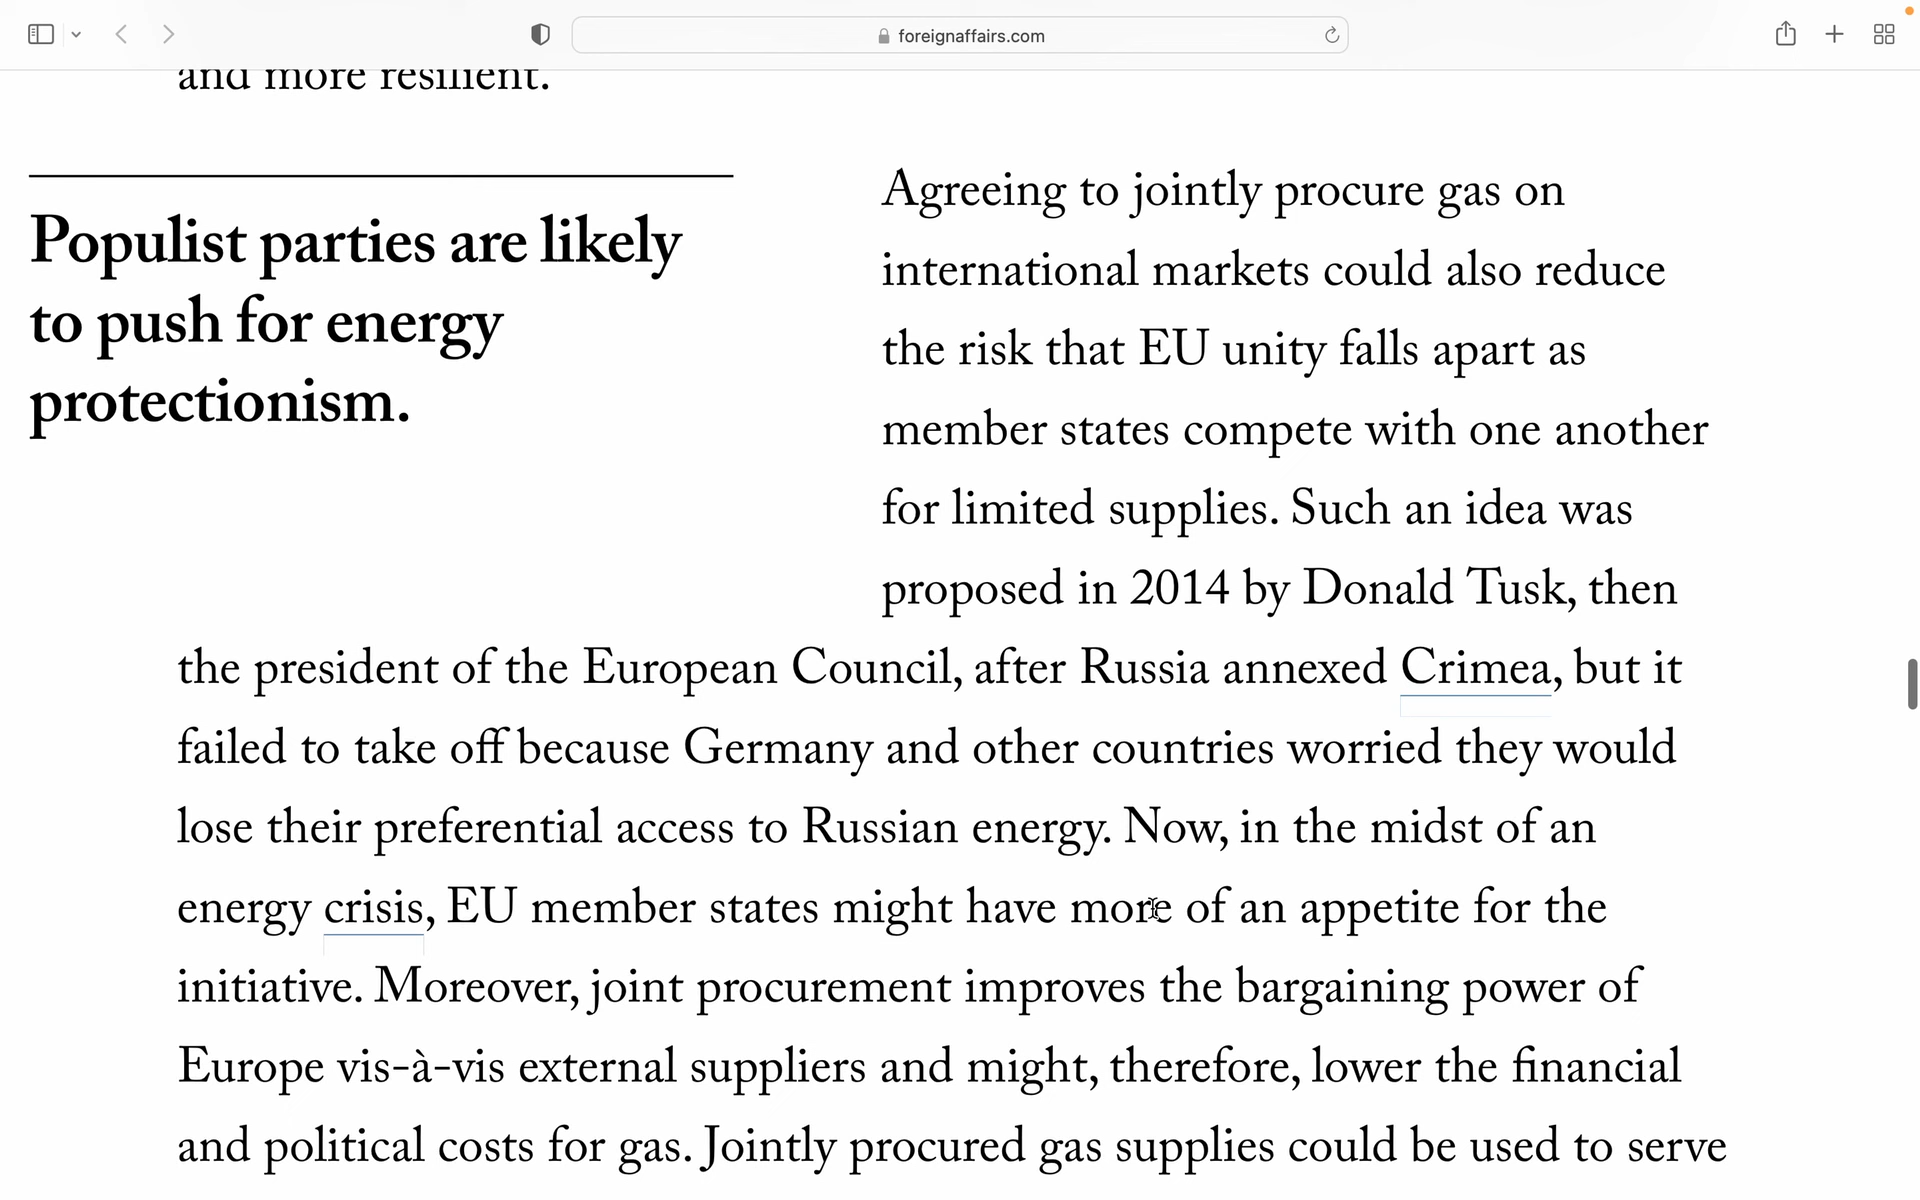 foreignaffairs.com
and more resilient.
Populist parties are likely
to push for energy
protectionism.
Agreeing to jointly procure gas on
international markets could also reduce
the risk that EU unity falls apart as
member states compete with one another
for limited supplies. Such an idea was
proposed in 2014 by Donald Tusk, then
the president of the European Council, after Russia annexed Crimea, but it
failed to take off because Germany and other countries worried they would
lose their preferential access to Russian energy. Now, in the midst of an
energy crisis, EU member states might have more of an appetite for the
initiative. Moreover, joint procurement improves the bargaining power of
Europe vis-à-vis external suppliers and might, therefore, lower the financial
and political costs for gas. Jointly procured gas supplies could be used to serve